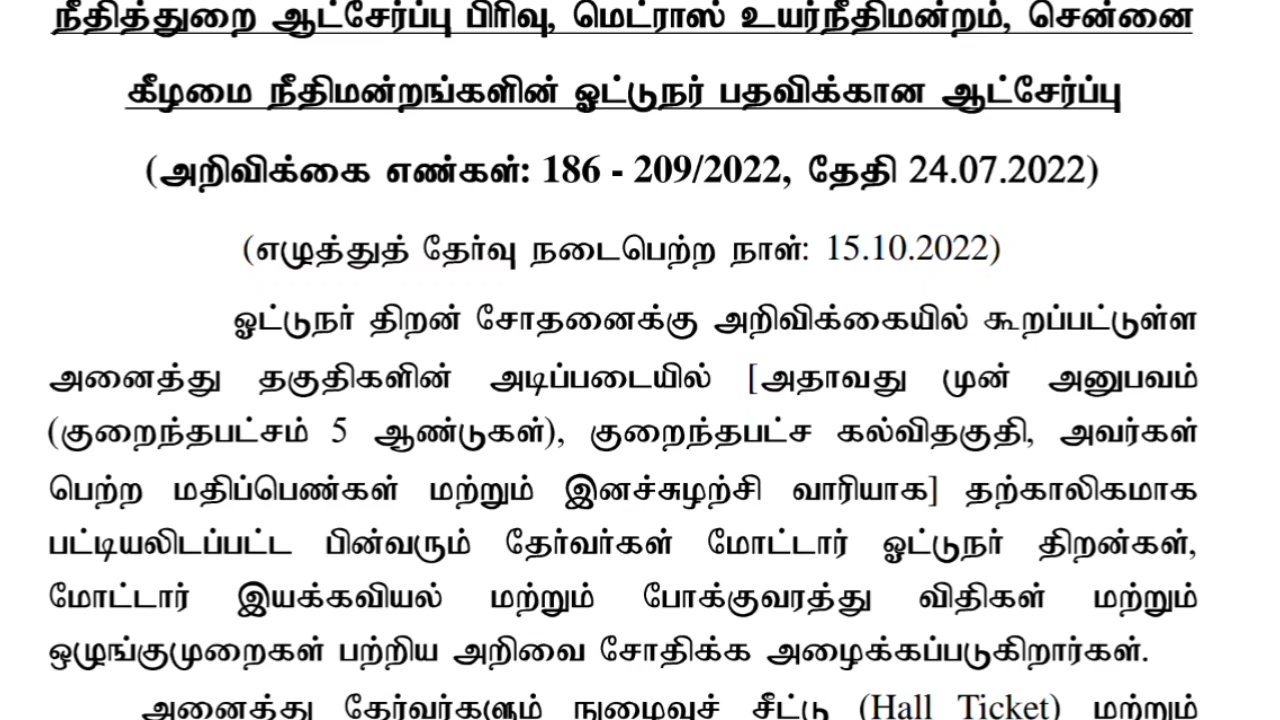 நீதித்துறை ஆட்சேர்ப்பு பிரிவு, மெட்ராஸ் உயர்நீதிமன்றம், சென்னை
கீழமை நீதிமன்றங்களின் ஓட்டுநர் பதவிக்கான ஆட்சேர்ப்பு
(அறிவிக்கை எண்கள்: 186 - 209/2022, தேதி 24.07.2022)
(எழுத்துத் தேர்வு நடைபெற்ற நாள்: 15.10.2022)
ஓட்டுநர் திறன் சோதனைக்கு அறிவிக்கையில் கூறப்பட்டுள்ள
அனைத்து தகுதிகளின் அடிப்படையில் [அதாவது முன் அனுபவம்
(குறைந்தபட்சம் 5 ஆண்டுகள்), குறைந்தபட்ச கல்விதகுதி, அவர்கள்
பெற்ற மதிப்பெண்கள் மற்றும் இனச்சுழற்சி வாரியாக] தற்காலிகமாக
பட்டியலிடப்பட்ட பின்வரும் தேர்வர்கள் மோட்டார் ஓட்டுநர் திறன்கள்,
மோட்டார் இயக்கவியல் மற்றும் போக்குவரத்து விதிகள் மற்றும்
ஒழுங்குமுறைகள் பற்றிய அறிவை சோதிக்க அழைக்கப்படுகிறார்கள்.
அனைத்து தேர்வர்களும் நுழைவுச் சீட்டு (Hall Ticket) மற்றும்